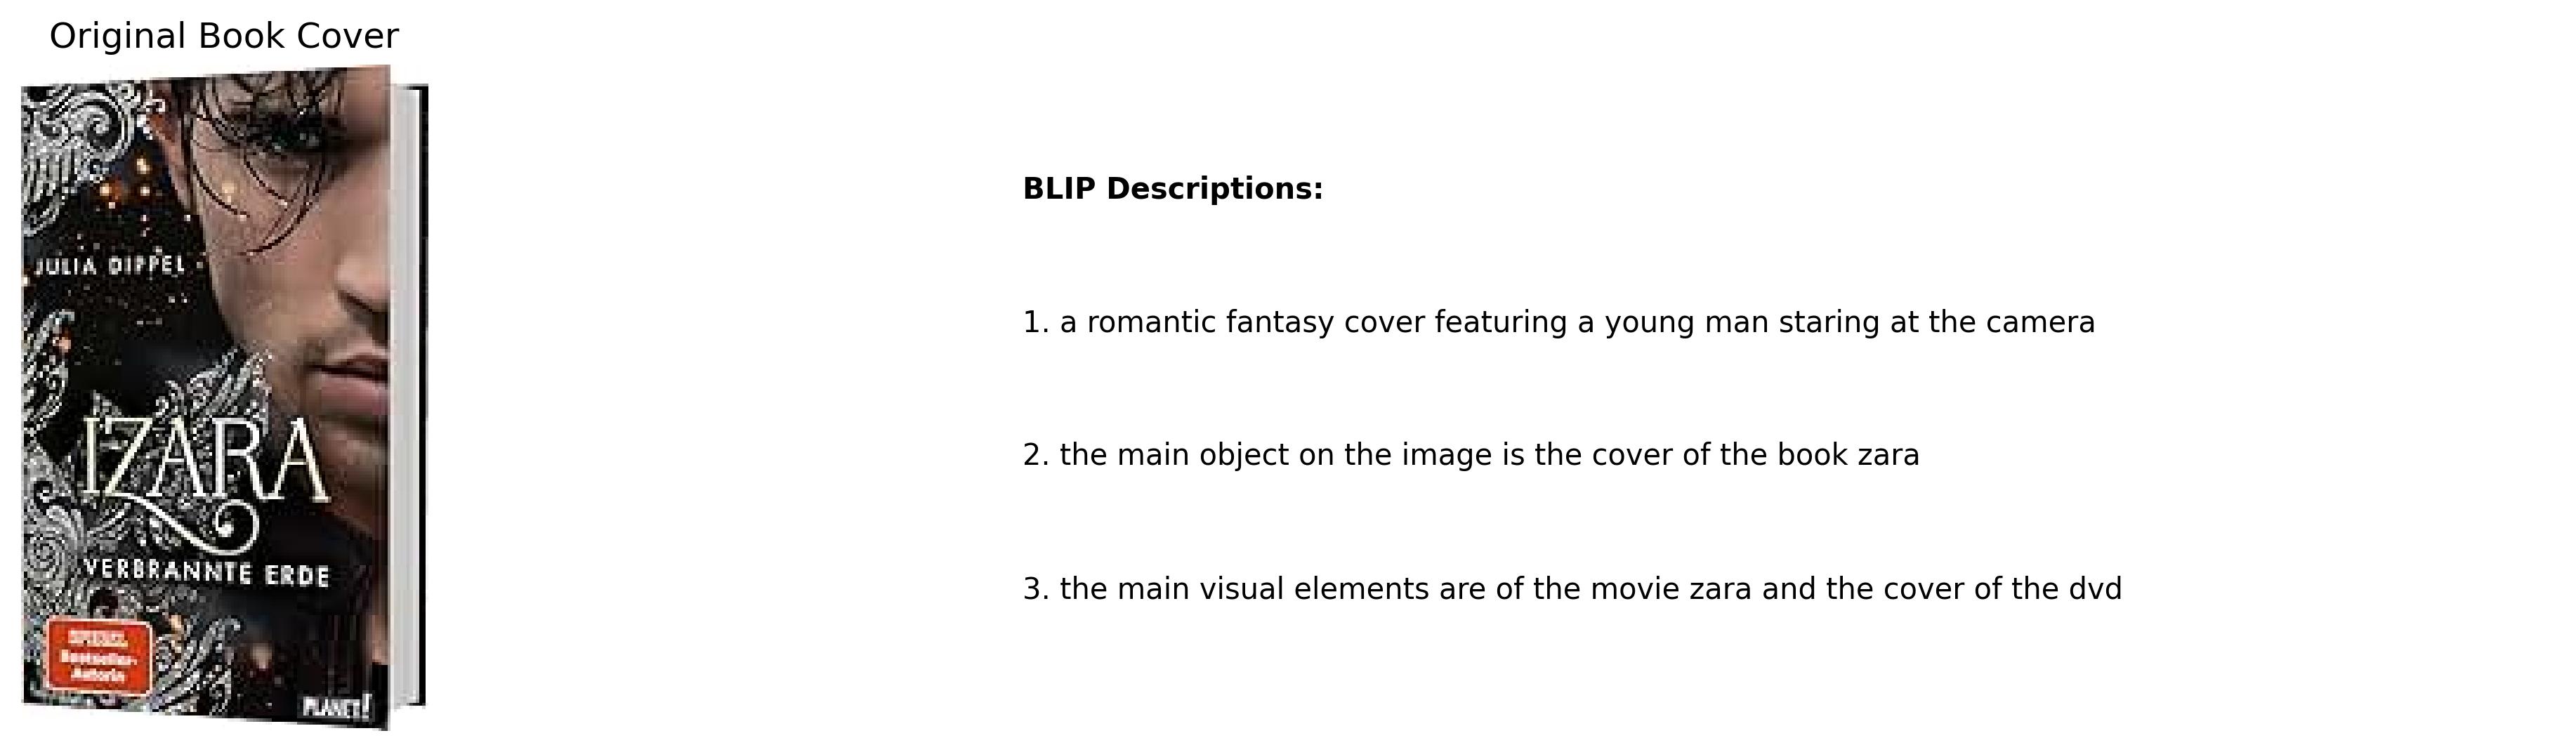 Original Book Cover
JULIA DIPPEL
IZARA
VERBRANNTE ERDE
SPIEGEL
Bestseller-
Autorin
PLANET!
BLIP Descriptions:
1. a romantic fantasy cover featuring a young man staring at the camera
2. the main object on the image is the cover of the book zara
3. the main visual elements are of the movie zara and the cover of the dvd